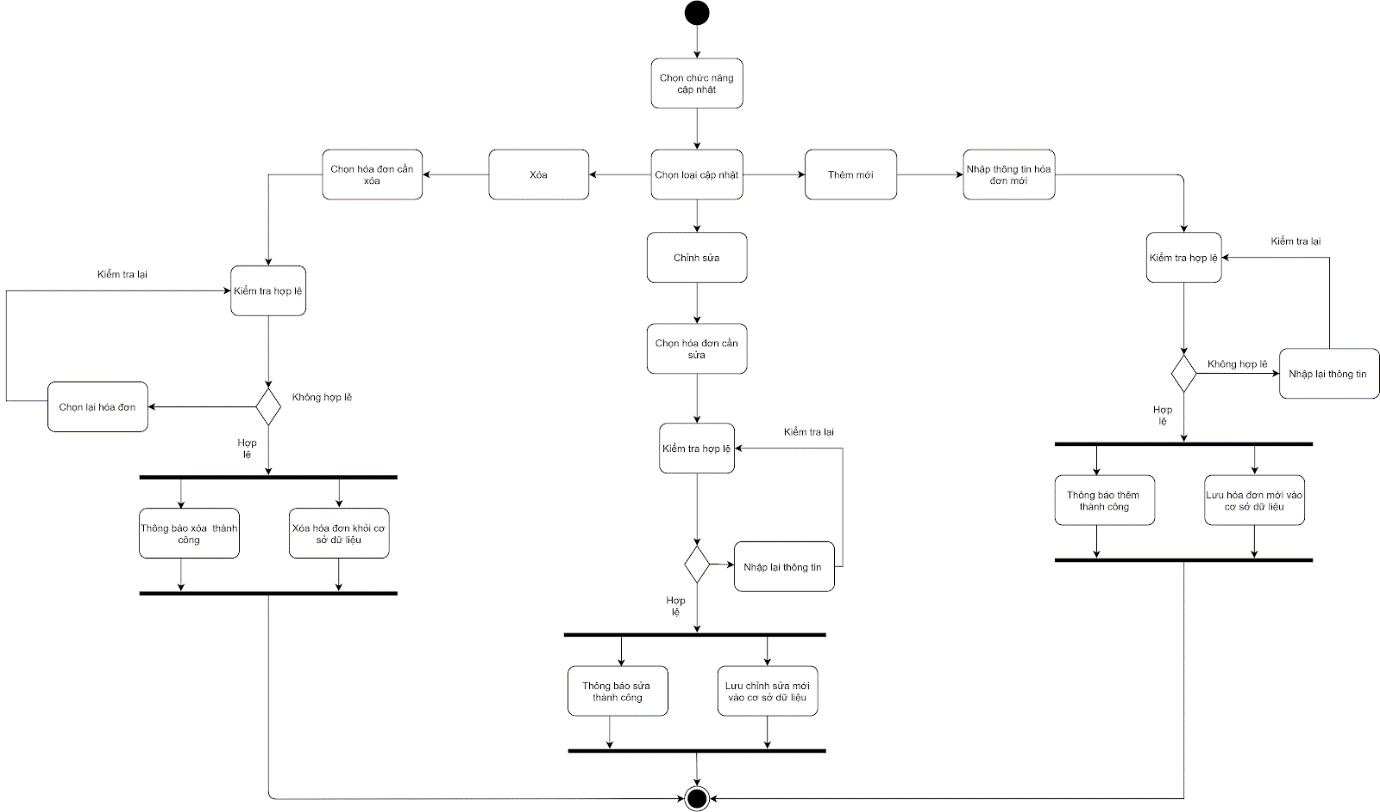 Chọn chức năng
cập nhật
Chọn hóa đơn cần
xóa
Xóa
Chọn loại cập nhật
Thêm mới
Nhập thông tin hóa
đơn mới
Kiểm tra lại
Kiểm tra hợp lệ
Chọn lại hóa đơn
Không hợp lê
Hợp
lệ
Thông báo xóa thành
công
Xóa hóa đơn khỏi cơ
sở dữ liệu
Chỉnh sửa
Chọn hóa đơn cần
sửa
Kiểm tra hợp lệ
Kiểm tra lại
Nhập lại thông tin
Hợp
lệ
Thông báo sửa
thành công
Lưu chỉnh sửa mới
vào cơ sở dữ liệu
Kiểm tra hợp lệ
Kiểm tra lại
Không hợp lê
Nhập lại thông tin
Hợp
lệ
Thông báo thêm
thành công
Lưu hóa đơn mới vào
cơ sở dữ liệu